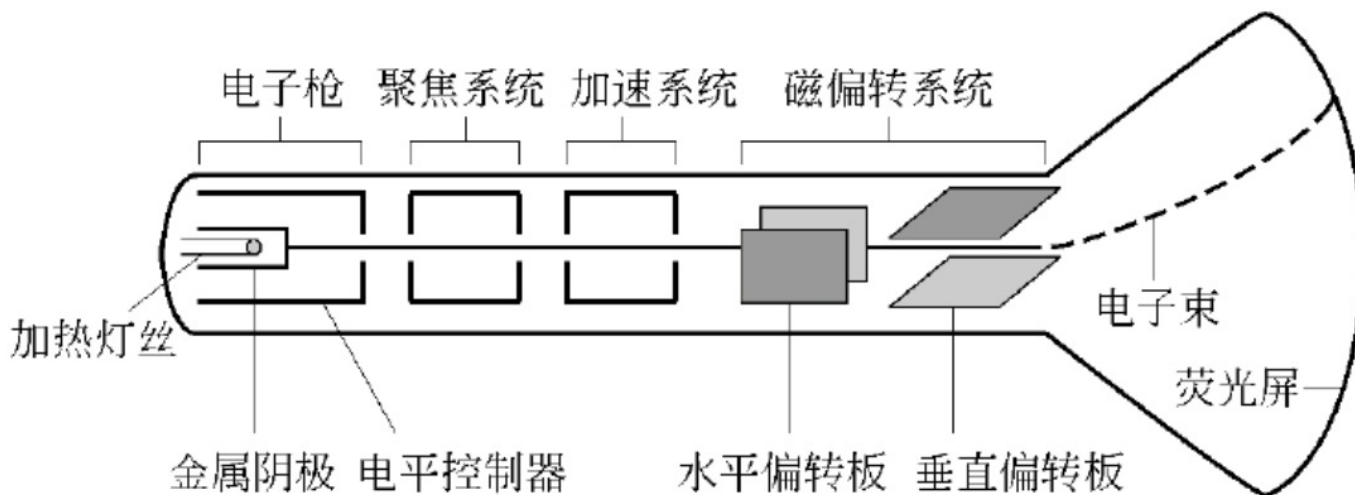 电子枪 聚焦系统 加速系统 磁偏转系统
电子束
加热灯丝
荧光屏
金属阴极 电平控制器 水平偏转板 垂直偏转板